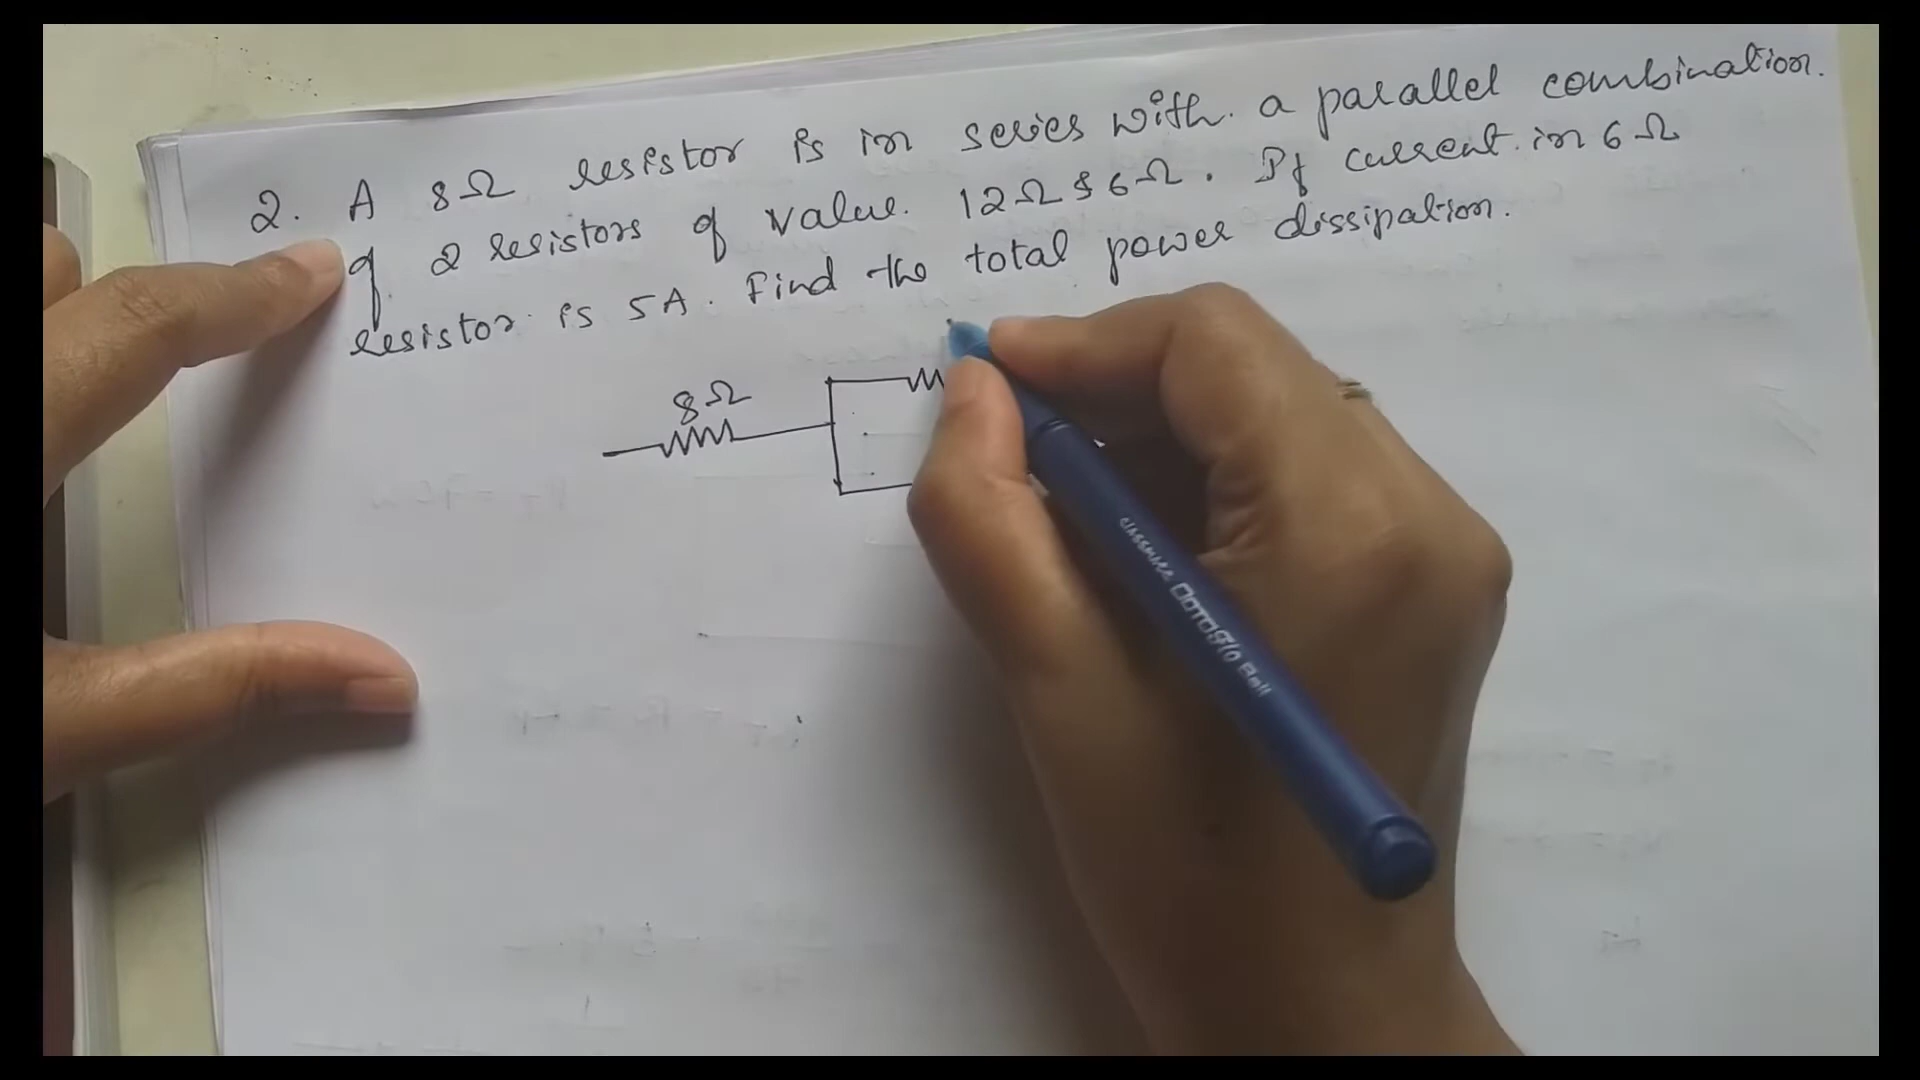 2. A 8Ω resistor is in series with a parallel combination.
of 2 resistors of value 12Ω & 6Ω. If current in 6Ω
resistor is 5A. Find the total power dissipation.
8Ω
classmate OCTAGLO Ball